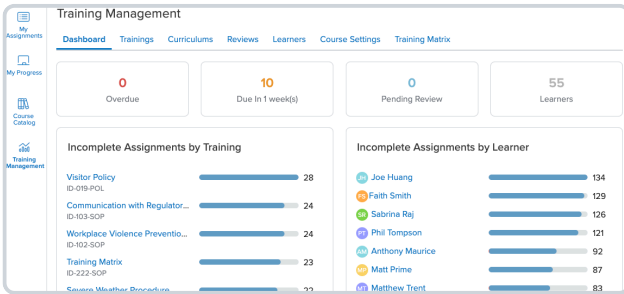 Training Management
My
Assignments
My Progress
Course
Catalog
Training
Management
Dashboard Trainings Curriculums Reviews Learners Course Settings Training Matrix
0
Overdue
10
Due In 1 week(s)
0
Pending Review
55
Learners
Incomplete Assignments by Training
Visitor Policy 28
ID-019-POL
Communication with Regulator... 24
ID-103-SOP
Workplace Violence Preventio... 24
ID-102-SOP
Training Matrix 23
ID-222-SOP
Severe Weather Procedure 22
Incomplete Assignments by Learner
JH Joe Huang 134
FS Faith Smith 129
SR Sabrina Raj 126
PT Phil Tompson 121
AM Anthony Maurice 92
MP Matt Prime 87
MT Matthew Trent 83